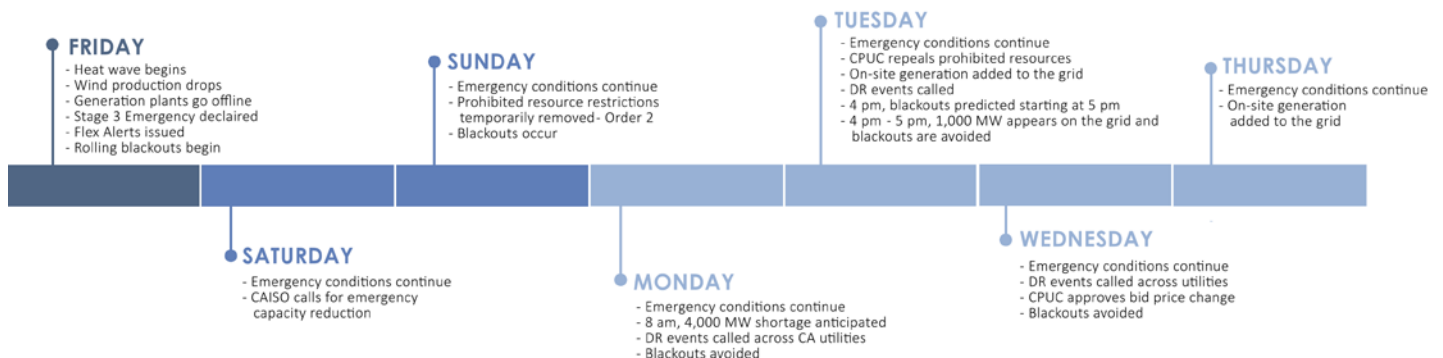 FRIDAY
- Heat wave begins
- Wind production drops
- Generation plants go offline
- Stage 3 Emergency declaired
- Flex Alerts issued
- Rolling blackouts begin
SATURDAY
- Emergency conditions continue
- CAISO calls for emergency
capacity reduction
SUNDAY
- Emergency conditions continue
- Prohibited resource restrictions
temporarily removed - Order 2
- Blackouts occur
MONDAY
- Emergency conditions continue
- 8 am, 4,000 MW shortage anticipated
- DR events called across CA utilities
- Blackouts avoided
TUESDAY
- Emergency conditions continue
- CPUC repeals prohibited resources
- On-site generation added to the grid
- DR events called
- 4 pm, blackouts predicted starting at 5 pm
- 4 pm - 5 pm, 1,000 MW appears on the grid and
blackouts are avoided
WEDNESDAY
- Emergency conditions continue
- DR events called across utilities
- CPUC approves bid price change
- Blackouts avoided
THURSDAY
- Emergency conditions continue
- On-site generation
added to the grid